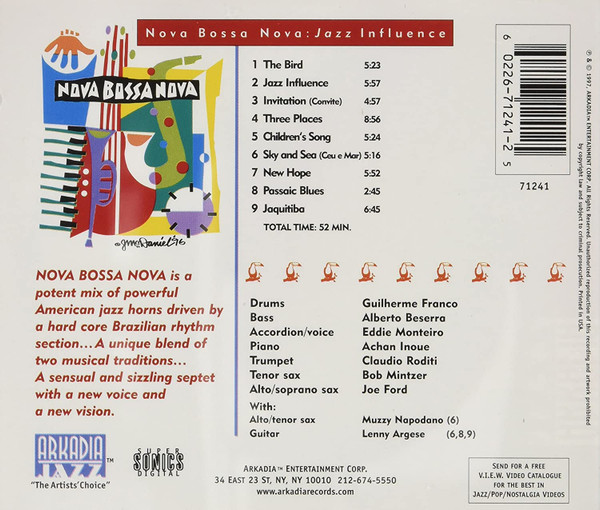 Nova Bossa Nova: Jazz Influence
NOVA BOSSA NOVA
J McDaniel '96
1 The Bird 5:23
2 Jazz Influence 5:57
3 Invitation (Convite) 4:57
4 Three Places 8:56
5 Children's Song 5:24
6 Sky and Sea (Ceu e Mar) 5:16
7 New Hope 5:52
8 Passaic Blues 2:45
9 Jaquitiba 6:45
TOTAL TIME: 52 MIN.
6 0226-71241-2 5
71241
℗ & © 1997, ARKADIA™ ENTERTAINMENT CORP. All Rights Reserved. Unauthorized reproduction of this recording and artwork prohibited
by copyright law and subject to criminal prosecution. Printed in USA.
NOVA BOSSA NOVA is a
potent mix of powerful
American jazz horns driven by
a hard core Brazilian rhythm
section...A unique blend of
two musical traditions...
A sensual and sizzling septet
with a new voice and
a new vision.
Drums Guilherme Franco
Bass Alberto Beserra
Accordion/voice Eddie Monteiro
Piano Achan Inoue
Trumpet Claudio Roditi
Tenor sax Bob Mintzer
Alto/soprano sax Joe Ford
With:
Alto/tenor sax Muzzy Napodano (6)
Guitar Lenny Argese (6,8,9)
ARKADIA JAZZ™
"The Artists' Choice"
SUPER
SONICS
DIGITAL
ARKADIA™ ENTERTAINMENT CORP.
34 EAST 23 ST, NY, NY 10010 212-674-5550
www.arkadiarecords.com
SEND FOR A FREE
V.I.E.W. VIDEO CATALOGUE
FOR THE BEST IN
JAZZ/POP/NOSTALGIA VIDEOS